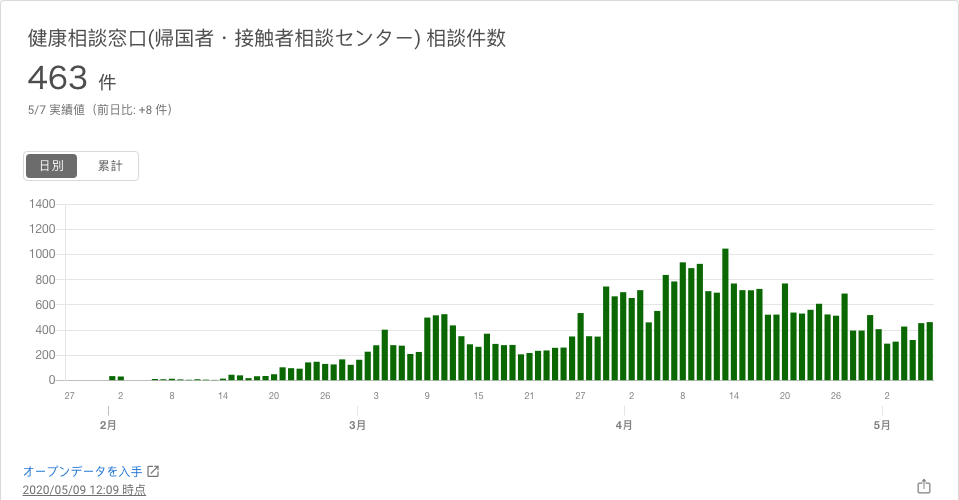 健康相談窓口(帰国者・接触者相談センター) 相談件数
463 件
5/7 実績値（前日比: +8 件）
日別 累計
1400
1200
1000
800
600
400
200
0
27 2 8 14 20 26 3 9 15 21 27 2 8 14 20 26 2
2月 3月 4月 5月
オープンデータを入手
2020/05/09 12:09 時点